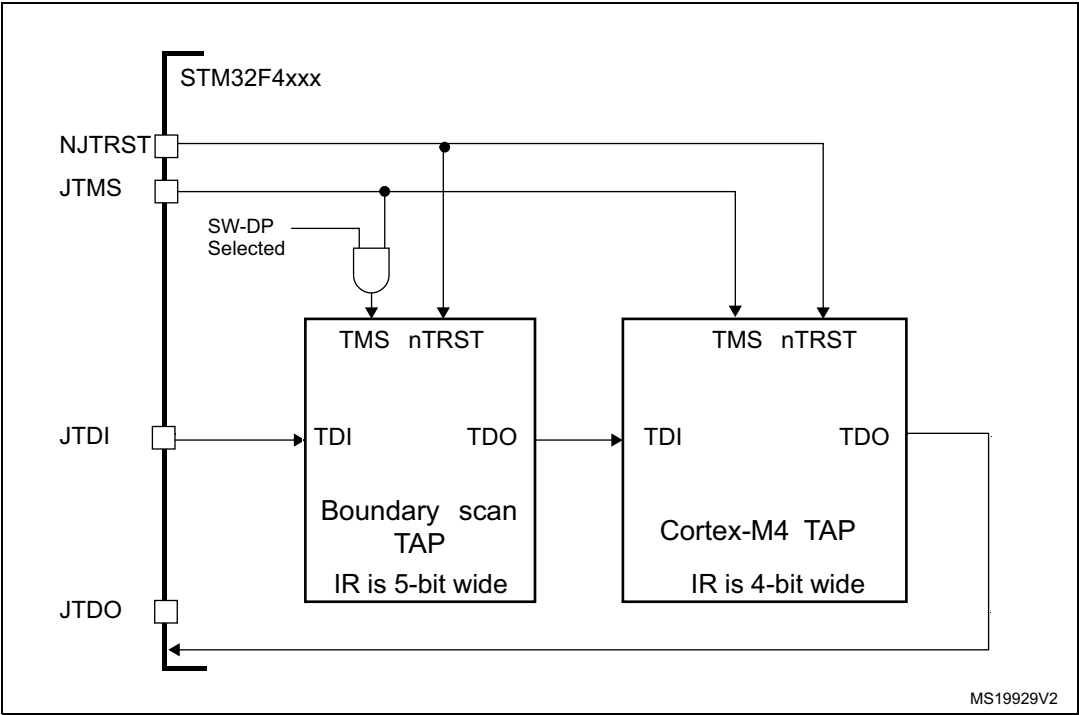 STM32F4xxx
NJTRST
JTMS
SW-DP
Selected
TMS nTRST
TMS nTRST
JTDI
TDI
TDO
TDI
TDO
Boundary scan
TAP
Cortex-M4 TAP
IR is 5-bit wide
IR is 4-bit wide
JTDO
MS19929V2